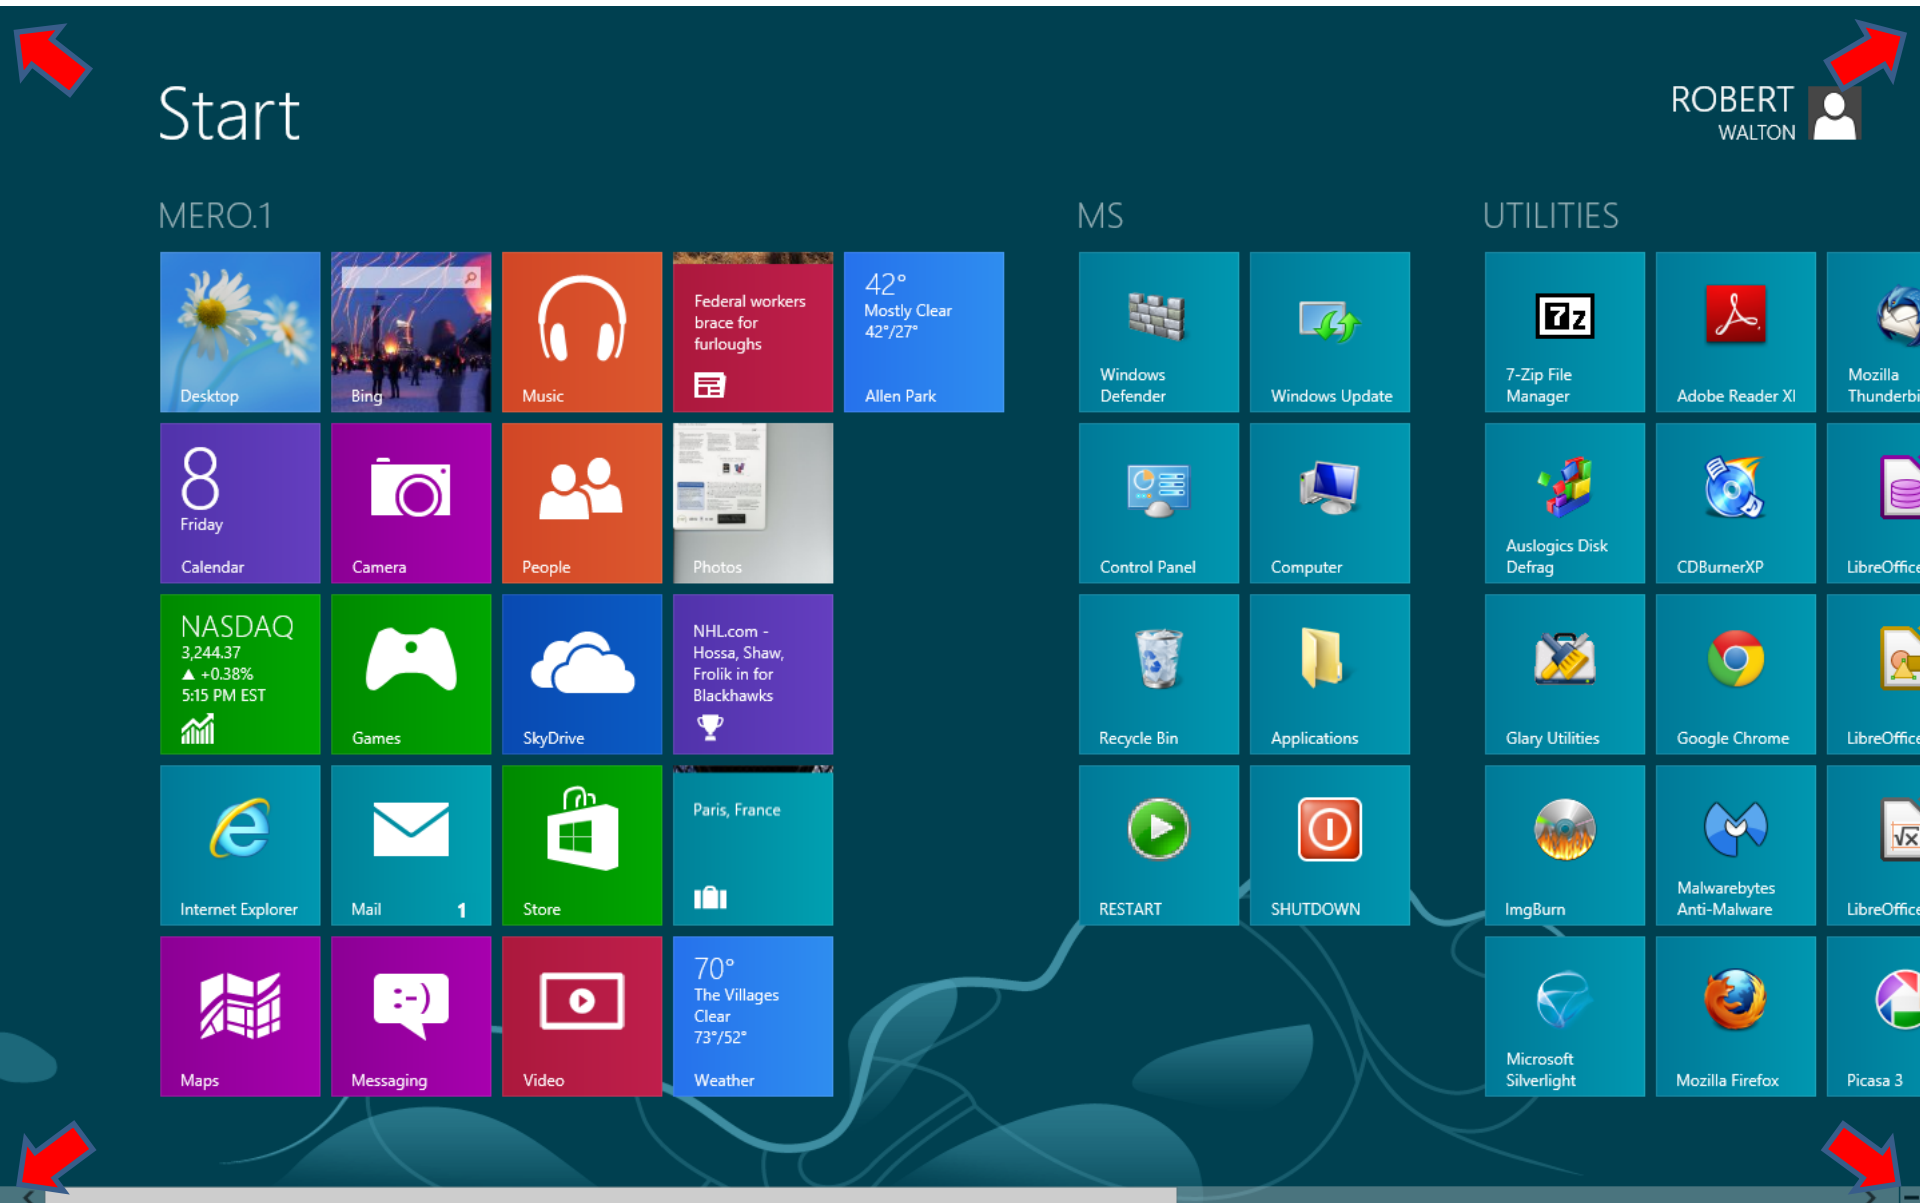 Start
ROBERT
WALTON
MERO.1
MS
UTILITIES
Desktop
Bing
Music
Federal workers
brace for
furloughs
42°
Mostly Clear
42°/27°
Allen Park
Windows
Defender
Windows Update
7-Zip File
Manager
Adobe Reader XI
Mozilla
Thunderbi
8
Friday
Calendar
Camera
People
Photos
Control Panel
Computer
Auslogics Disk
Defrag
CDBurnerXP
LibreOffice
NASDAQ
3,244.37
▲ +0.38%
5:15 PM EST
Games
SkyDrive
NHL.com -
Hossa, Shaw,
Frolik in for
Blackhawks
Recycle Bin
Applications
Glary Utilities
Google Chrome
LibreOffice
Internet Explorer
Mail 1
Store
Paris, France
RESTART
SHUTDOWN
ImgBurn
Malwarebytes
Anti-Malware
LibreOffice
Maps
Messaging
:-)
Video
70°
The Villages
Clear
73°/52°
Weather
Microsoft
Silverlight
Mozilla Firefox
Picasa 3